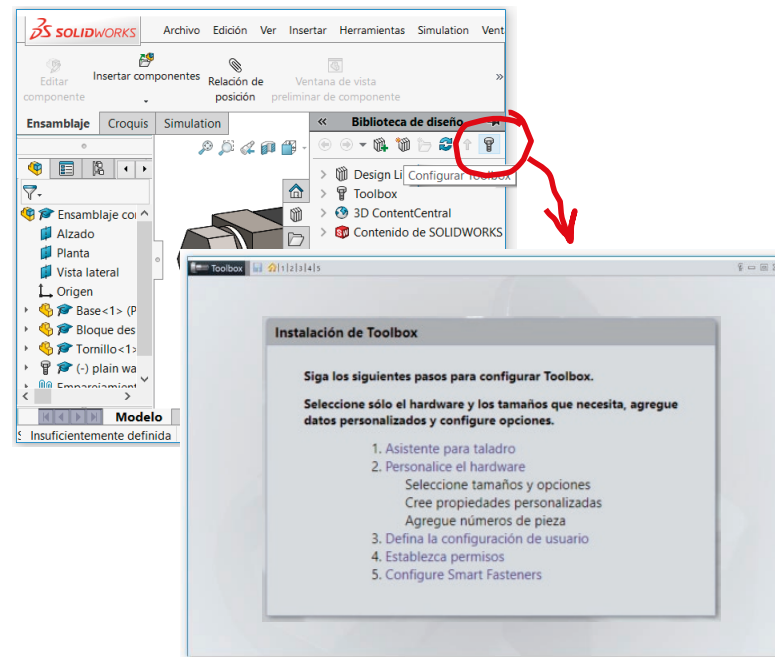 SOLIDWORKS Archivo Edición Ver Insertar Herramientas Simulation Vent
Editar componente
Insertar componentes
Relación de posición
Ventana de vista preliminar de componente
»
Ensamblaje Croquis Simulation
« Biblioteca de diseño
Design Li
Configurar Toolbox
Toolbox
3D ContentCentral
Contenido de SOLIDWORKS
Ensamblaje co
Alzado
Planta
Vista lateral
Origen
Base<1> (P
Bloque des
Tornillo<1>
(-) plain wa
Emparejamient
Modelo
Insuficientemente definida
Toolbox 1|2|3|4|5
Instalación de Toolbox
Siga los siguientes pasos para configurar Toolbox.
Seleccione sólo el hardware y los tamaños que necesita, agregue
datos personalizados y configure opciones.
1. Asistente para taladro
2. Personalice el hardware
Seleccione tamaños y opciones
Cree propiedades personalizadas
Agregue números de pieza
3. Defina la configuración de usuario
4. Establezca permisos
5. Configure Smart Fasteners